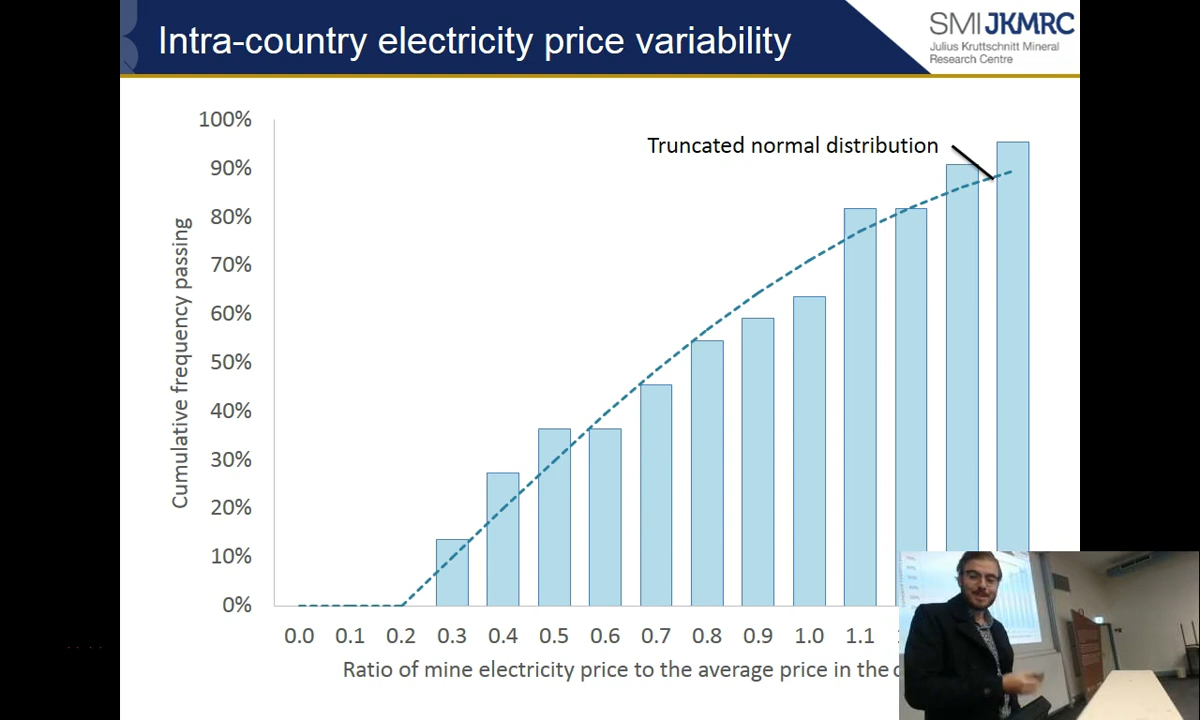 Intra-country electricity price variability
SMI JKMRC
Julius Kruttschnitt Mineral
Research Centre
100%
90%
80%
70%
60%
50%
40%
30%
20%
10%
0%
Cumulative frequency passing
Truncated normal distribution
0.0 0.1 0.2 0.3 0.4 0.5 0.6 0.7 0.8 0.9 1.0 1.1
Ratio of mine electricity price to the average price in the